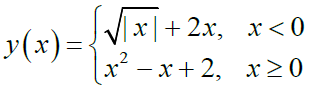 y(x) = { √|x| + 2x, x < 0
x² − x + 2, x ≥ 0